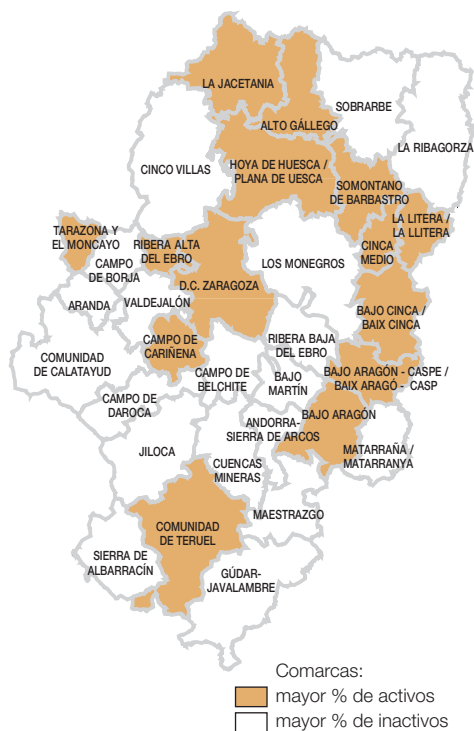 LA JACETANIA
SOBRARBE
ALTO GÁLLEGO
LA RIBAGORZA
CINCO VILLAS
HOYA DE HUESCA /
PLANA DE UESCA
SOMONTANO
DE BARBASTRO
LA LITERA /
LA LLITERA
TARAZONA Y
EL MONCAYO
RIBERA ALTA
DEL EBRO
CINCA
MEDIO
CAMPO
DE BORJA
LOS MONEGROS
D.C. ZARAGOZA
ARANDA
VALDEJALÓN
BAJO CINCA /
BAIX CINCA
CAMPO DE
CARIÑENA
RIBERA BAJA
DEL EBRO
COMUNIDAD
DE CALATAYUD
CAMPO DE
BELCHITE
BAJO
MARTÍN
BAJO ARAGÓN - CASPE /
BAIX ARAGÓ - CASP
CAMPO DE
DAROCA
ANDORRA-
SIERRA DE ARCOS
BAJO ARAGÓN
JILOCA
MATARRAÑA /
MATARRANYA
CUENCAS
MINERAS
MAESTRAZGO
COMUNIDAD
DE TERUEL
SIERRA DE
ALBARRACÍN
GÚDAR-
JAVALAMBRE
Comarcas:
mayor % de activos
mayor % de inactivos